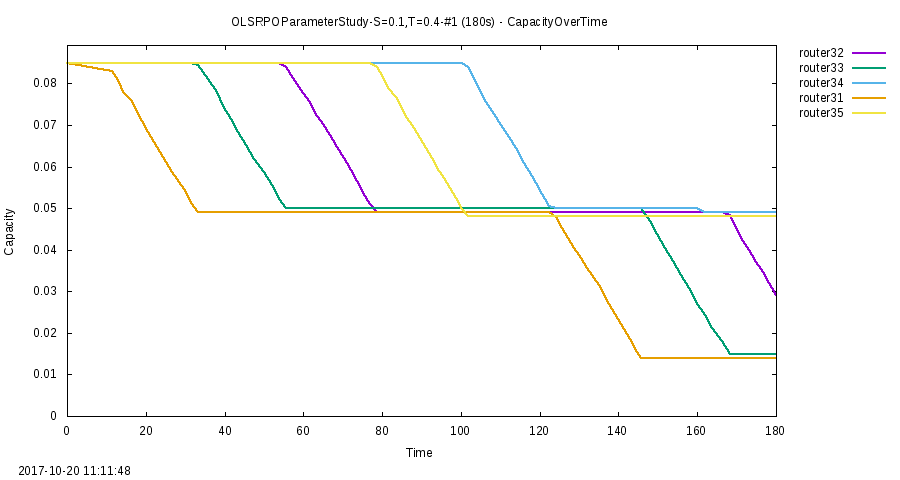 OLSRPOParameterStudy-S=0.1,T=0.4-#1 (180s) - CapacityOverTime
router32
router33
router34
router31
router35
0.08
0.07
0.06
0.05
0.04
0.03
0.02
0.01
0
Capacity
0 20 40 60 80 100 120 140 160 180
Time
2017-10-20 11:11:48